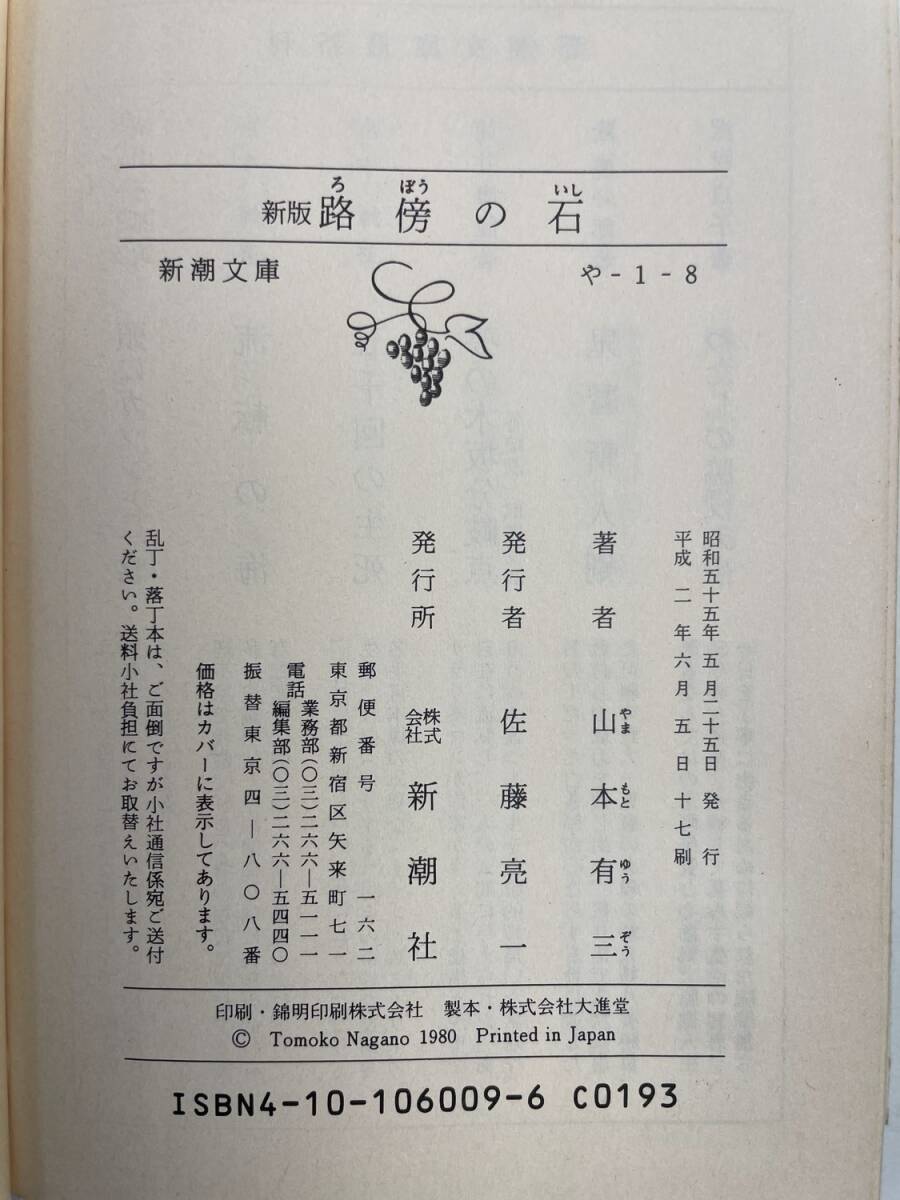 新版 路傍の石
ろ ぼう いし
新潮文庫
や-1-8
昭和五十五年五月二十五日発行
平成二年六月五日十七刷
著者 山本有三
やま もと ゆう ぞう
発行者 佐藤亮一
発行所 株式会社 新潮社
郵便番号 一六二
東京都新宿区矢来町七一
電話 業務部(〇三)二六六—五一一一
編集部(〇三)二六六—五四四〇
振替東京四—八〇八番
価格はカバーに表示してあります。
乱丁・落丁本は、ご面倒ですが小社通信係宛ご送付
ください。送料小社負担にてお取替えいたします。
印刷・錦明印刷株式会社 製本・株式会社大進堂
© Tomoko Nagano 1980 Printed in Japan
ISBN4-10-106009-6 C0193